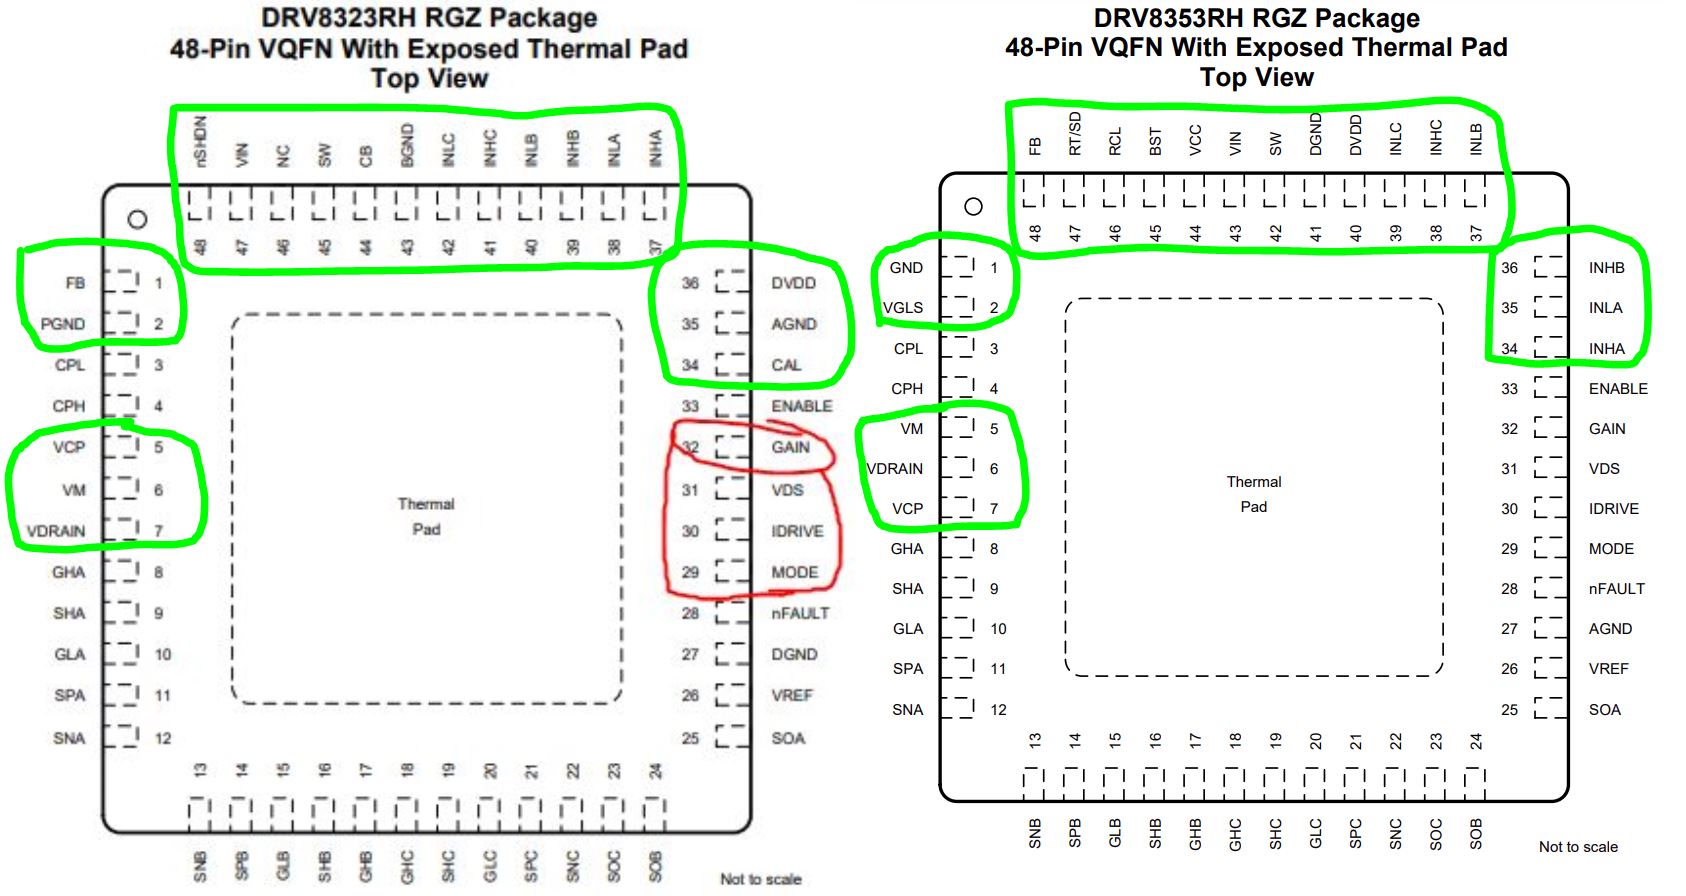 DRV8323RH RGZ Package
48-Pin VQFN With Exposed Thermal Pad
Top View
nSHDN VIN NC SW CB BGND INLC INHC INLB INHB INLA INHA
48 47 46 45 44 43 42 41 40 39 38 37
FB 1 36 DVDD
PGND 2 35 AGND
CPL 3 34 CAL
CPH 4 33 ENABLE
VCP 5 32 GAIN
VM 6 31 VDS
VDRAIN 7 30 IDRIVE
GHA 8 29 MODE
SHA 9 28 nFAULT
GLA 10 27 DGND
SPA 11 26 VREF
SNA 12 25 SOA
Thermal
Pad
13 14 15 16 17 18 19 20 21 22 23 24
SNB SPB GLB SHB GHB GHC SHC GLC SPC SNC SOC SOB
Not to scale
DRV8353RH RGZ Package
48-Pin VQFN With Exposed Thermal Pad
Top View
FB RT/SD RCL BST VCC VIN SW DGND DVDD INLC INHC INLB
48 47 46 45 44 43 42 41 40 39 38 37
GND 1 36 INHB
VGLS 2 35 INLA
CPL 3 34 INHA
CPH 4 33 ENABLE
VM 5 32 GAIN
VDRAIN 6 31 VDS
VCP 7 30 IDRIVE
GHA 8 29 MODE
SHA 9 28 nFAULT
GLA 10 27 AGND
SPA 11 26 VREF
SNA 12 25 SOA
Thermal
Pad
13 14 15 16 17 18 19 20 21 22 23 24
SNB SPB GLB SHB GHB GHC SHC GLC SPC SNC SOC SOB
Not to scale